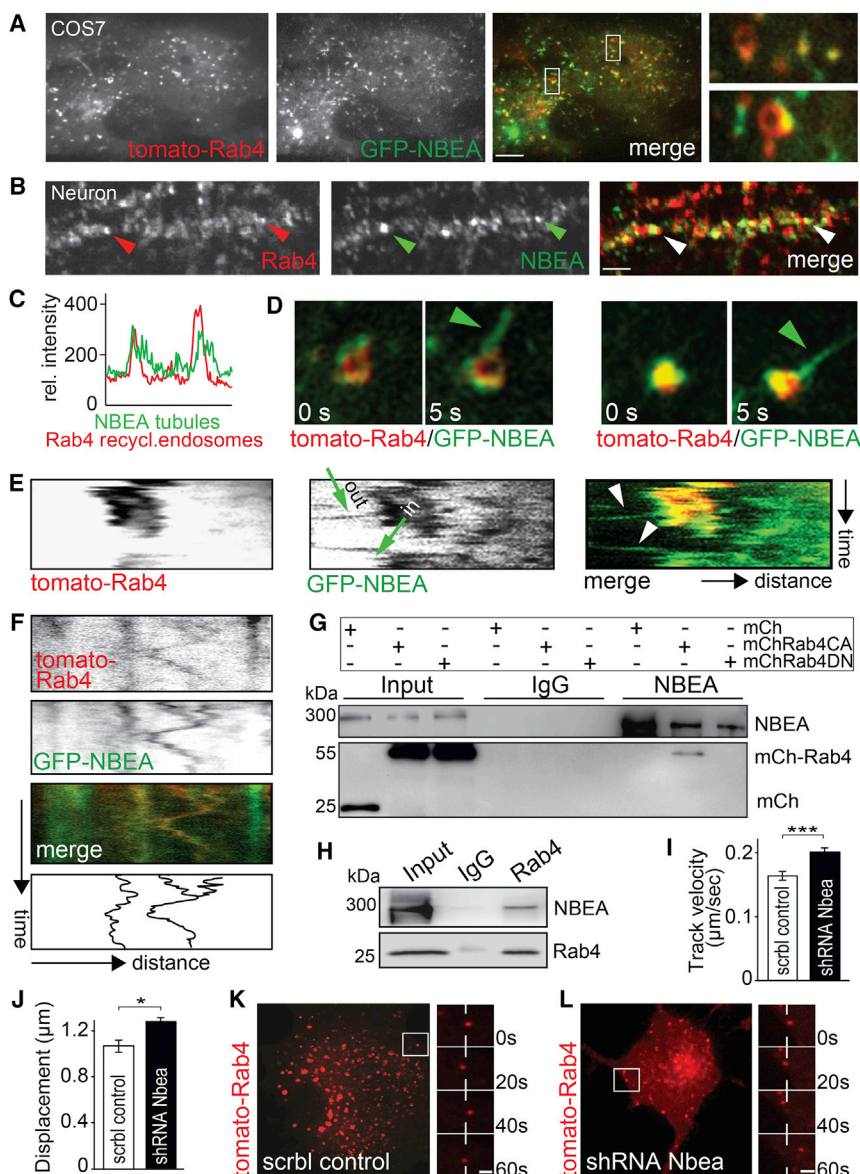 A
COS7
tomato-Rab4
GFP-NBEA
merge
B
Neuron
Rab4
NBEA
merge
C
rel. intensity
400
200
0
NBEA tubules
Rab4 recycl.endosomes
D
0 s
5 s
tomato-Rab4/GFP-NBEA
0 s
5 s
tomato-Rab4/GFP-NBEA
E
tomato-Rab4
out
in
GFP-NBEA
merge
distance
time
F
tomato-
Rab4
GFP-NBEA
merge
time
distance
G
+ - - + - - + - - mCh
- + - - + - - + - mChRab4CA
- - + - - + - - + mChRab4DN
kDa
Input IgG NBEA
300 NBEA
55 mCh-Rab4
25 mCh
H
Input IgG Rab4
kDa
300 NBEA
25 Rab4
I
Track velocity
(μm/sec)
0.2
0.1
0
***
scrbl control
shRNA Nbea
J
Displacement (μm)
1.2
0.8
0.4
0
*
scrbl control
shRNA Nbea
K
tomato-Rab4
scrbl control
0s
20s
40s
60s
L
tomato-Rab4
shRNA Nbea
0s
20s
40s
60s